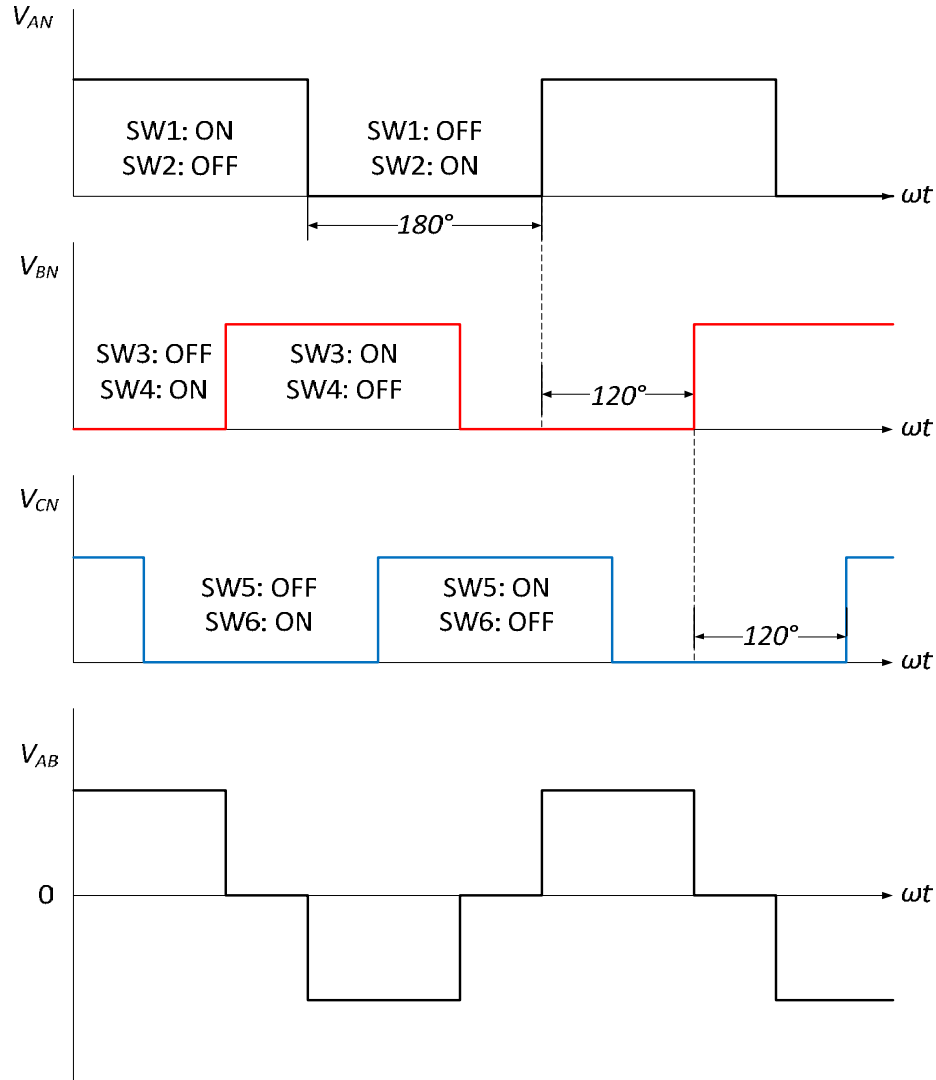 V_AN
SW1: ON
SW2: OFF
SW1: OFF
SW2: ON
ωt
180°
V_BN
SW3: OFF
SW4: ON
SW3: ON
SW4: OFF
120°
ωt
V_CN
SW5: OFF
SW6: ON
SW5: ON
SW6: OFF
120°
ωt
V_AB
0
ωt